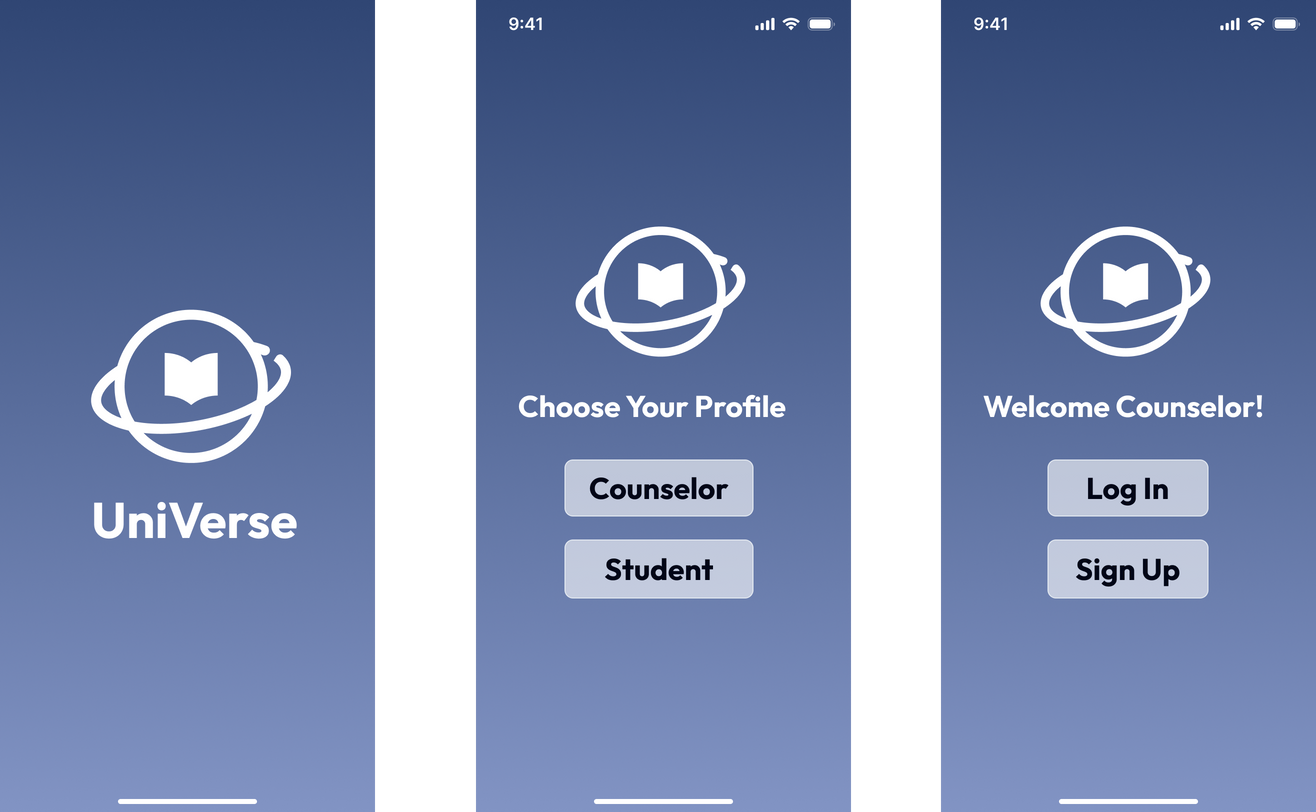 UniVerse
9:41
Choose Your Profile
Counselor
Student
9:41
Welcome Counselor!
Log In
Sign Up